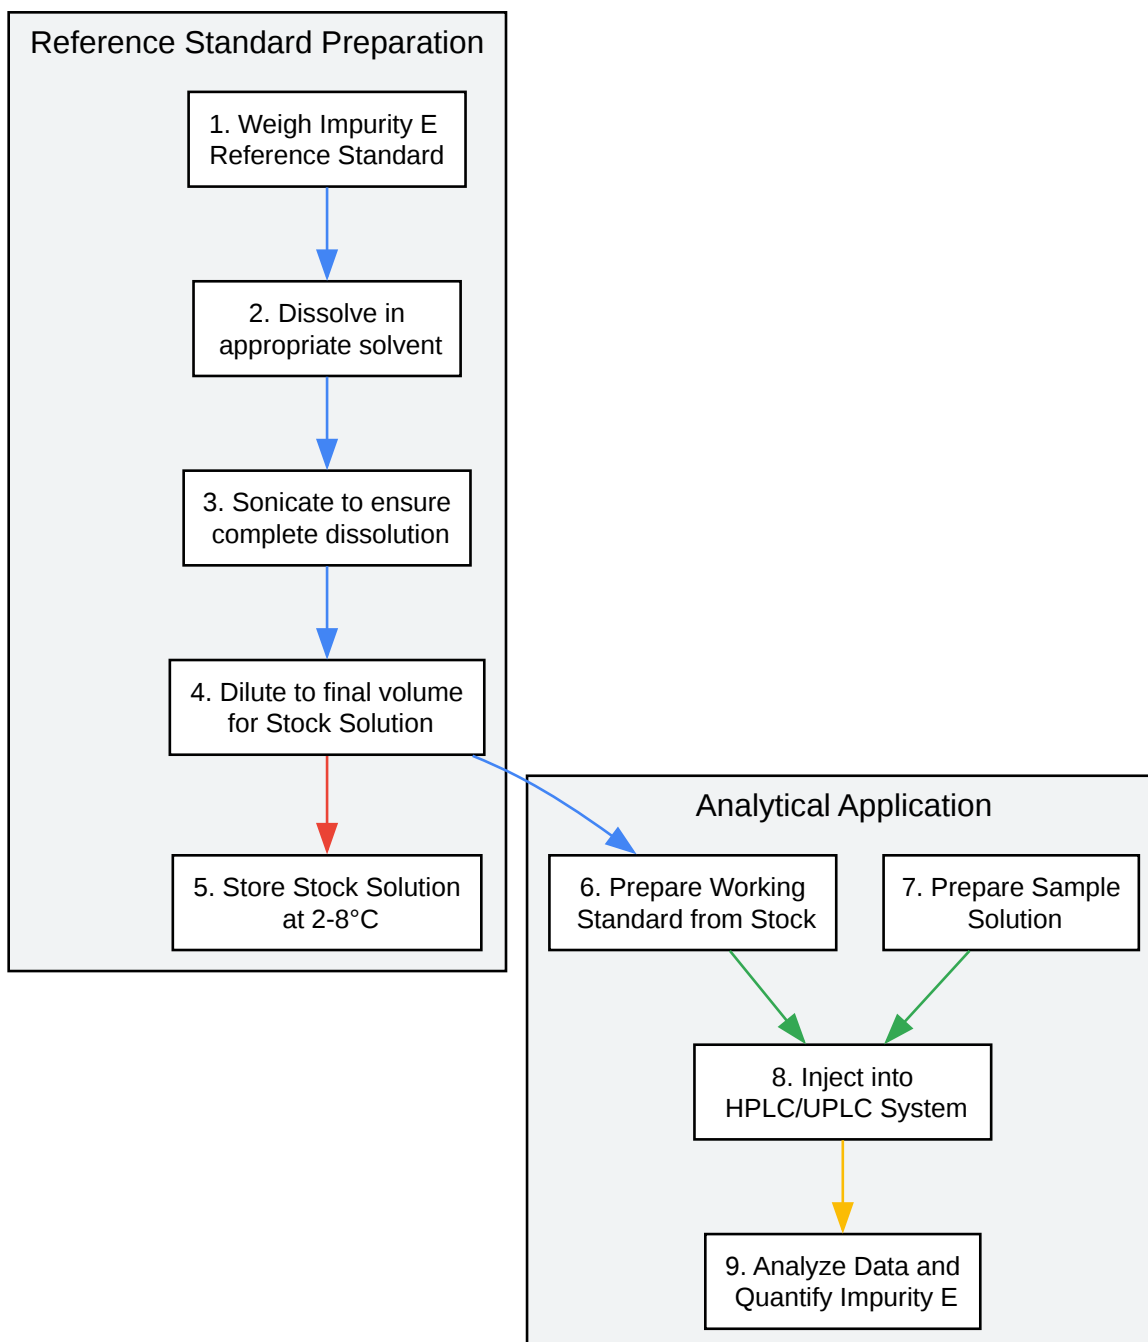 Reference Standard Preparation
1. Weigh Impurity E
Reference Standard
2. Dissolve in
appropriate solvent
3. Sonicate to ensure
complete dissolution
4. Dilute to final volume
for Stock Solution
5. Store Stock Solution
at 2-8°C
Analytical Application
6. Prepare Working
Standard from Stock
7. Prepare Sample
Solution
8. Inject into
HPLC/UPLC System
9. Analyze Data and
Quantify Impurity E